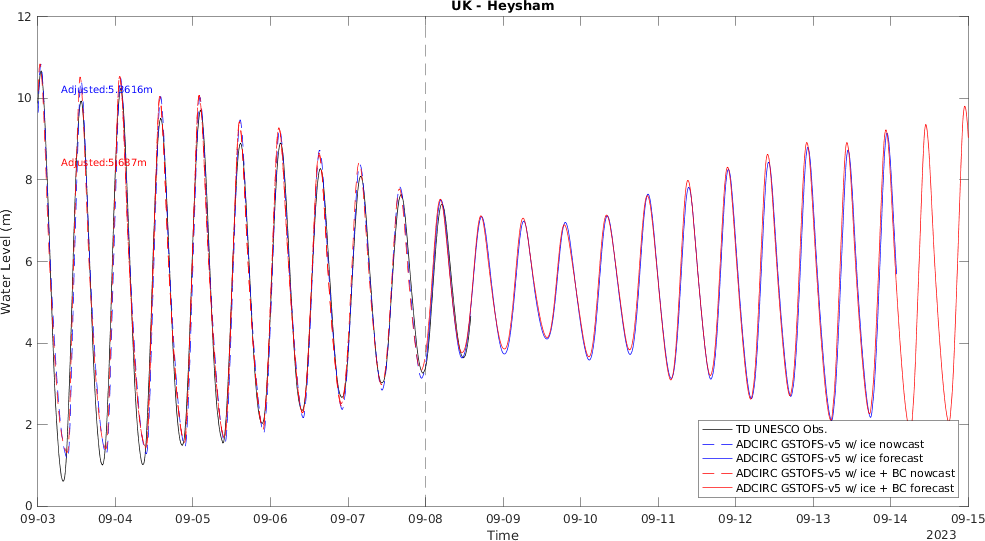 UK - Heysham
12
10
8
6
4
2
0
Water Level (m)
Adjusted:5.
616m
Adjusted:5.
37m
TD UNESCO Obs.
ADCIRC GSTOFS-v5 w/ ice nowcast
ADCIRC GSTOFS-v5 w/ ice forecast
ADCIRC GSTOFS-v5 w/ ice + BC nowcast
ADCIRC GSTOFS-v5 w/ ice + BC forecast
09-03 09-04 09-05 09-06 09-07 09-08 09-09 09-10 09-11 09-12 09-13 09-14 09-15
Time
2023